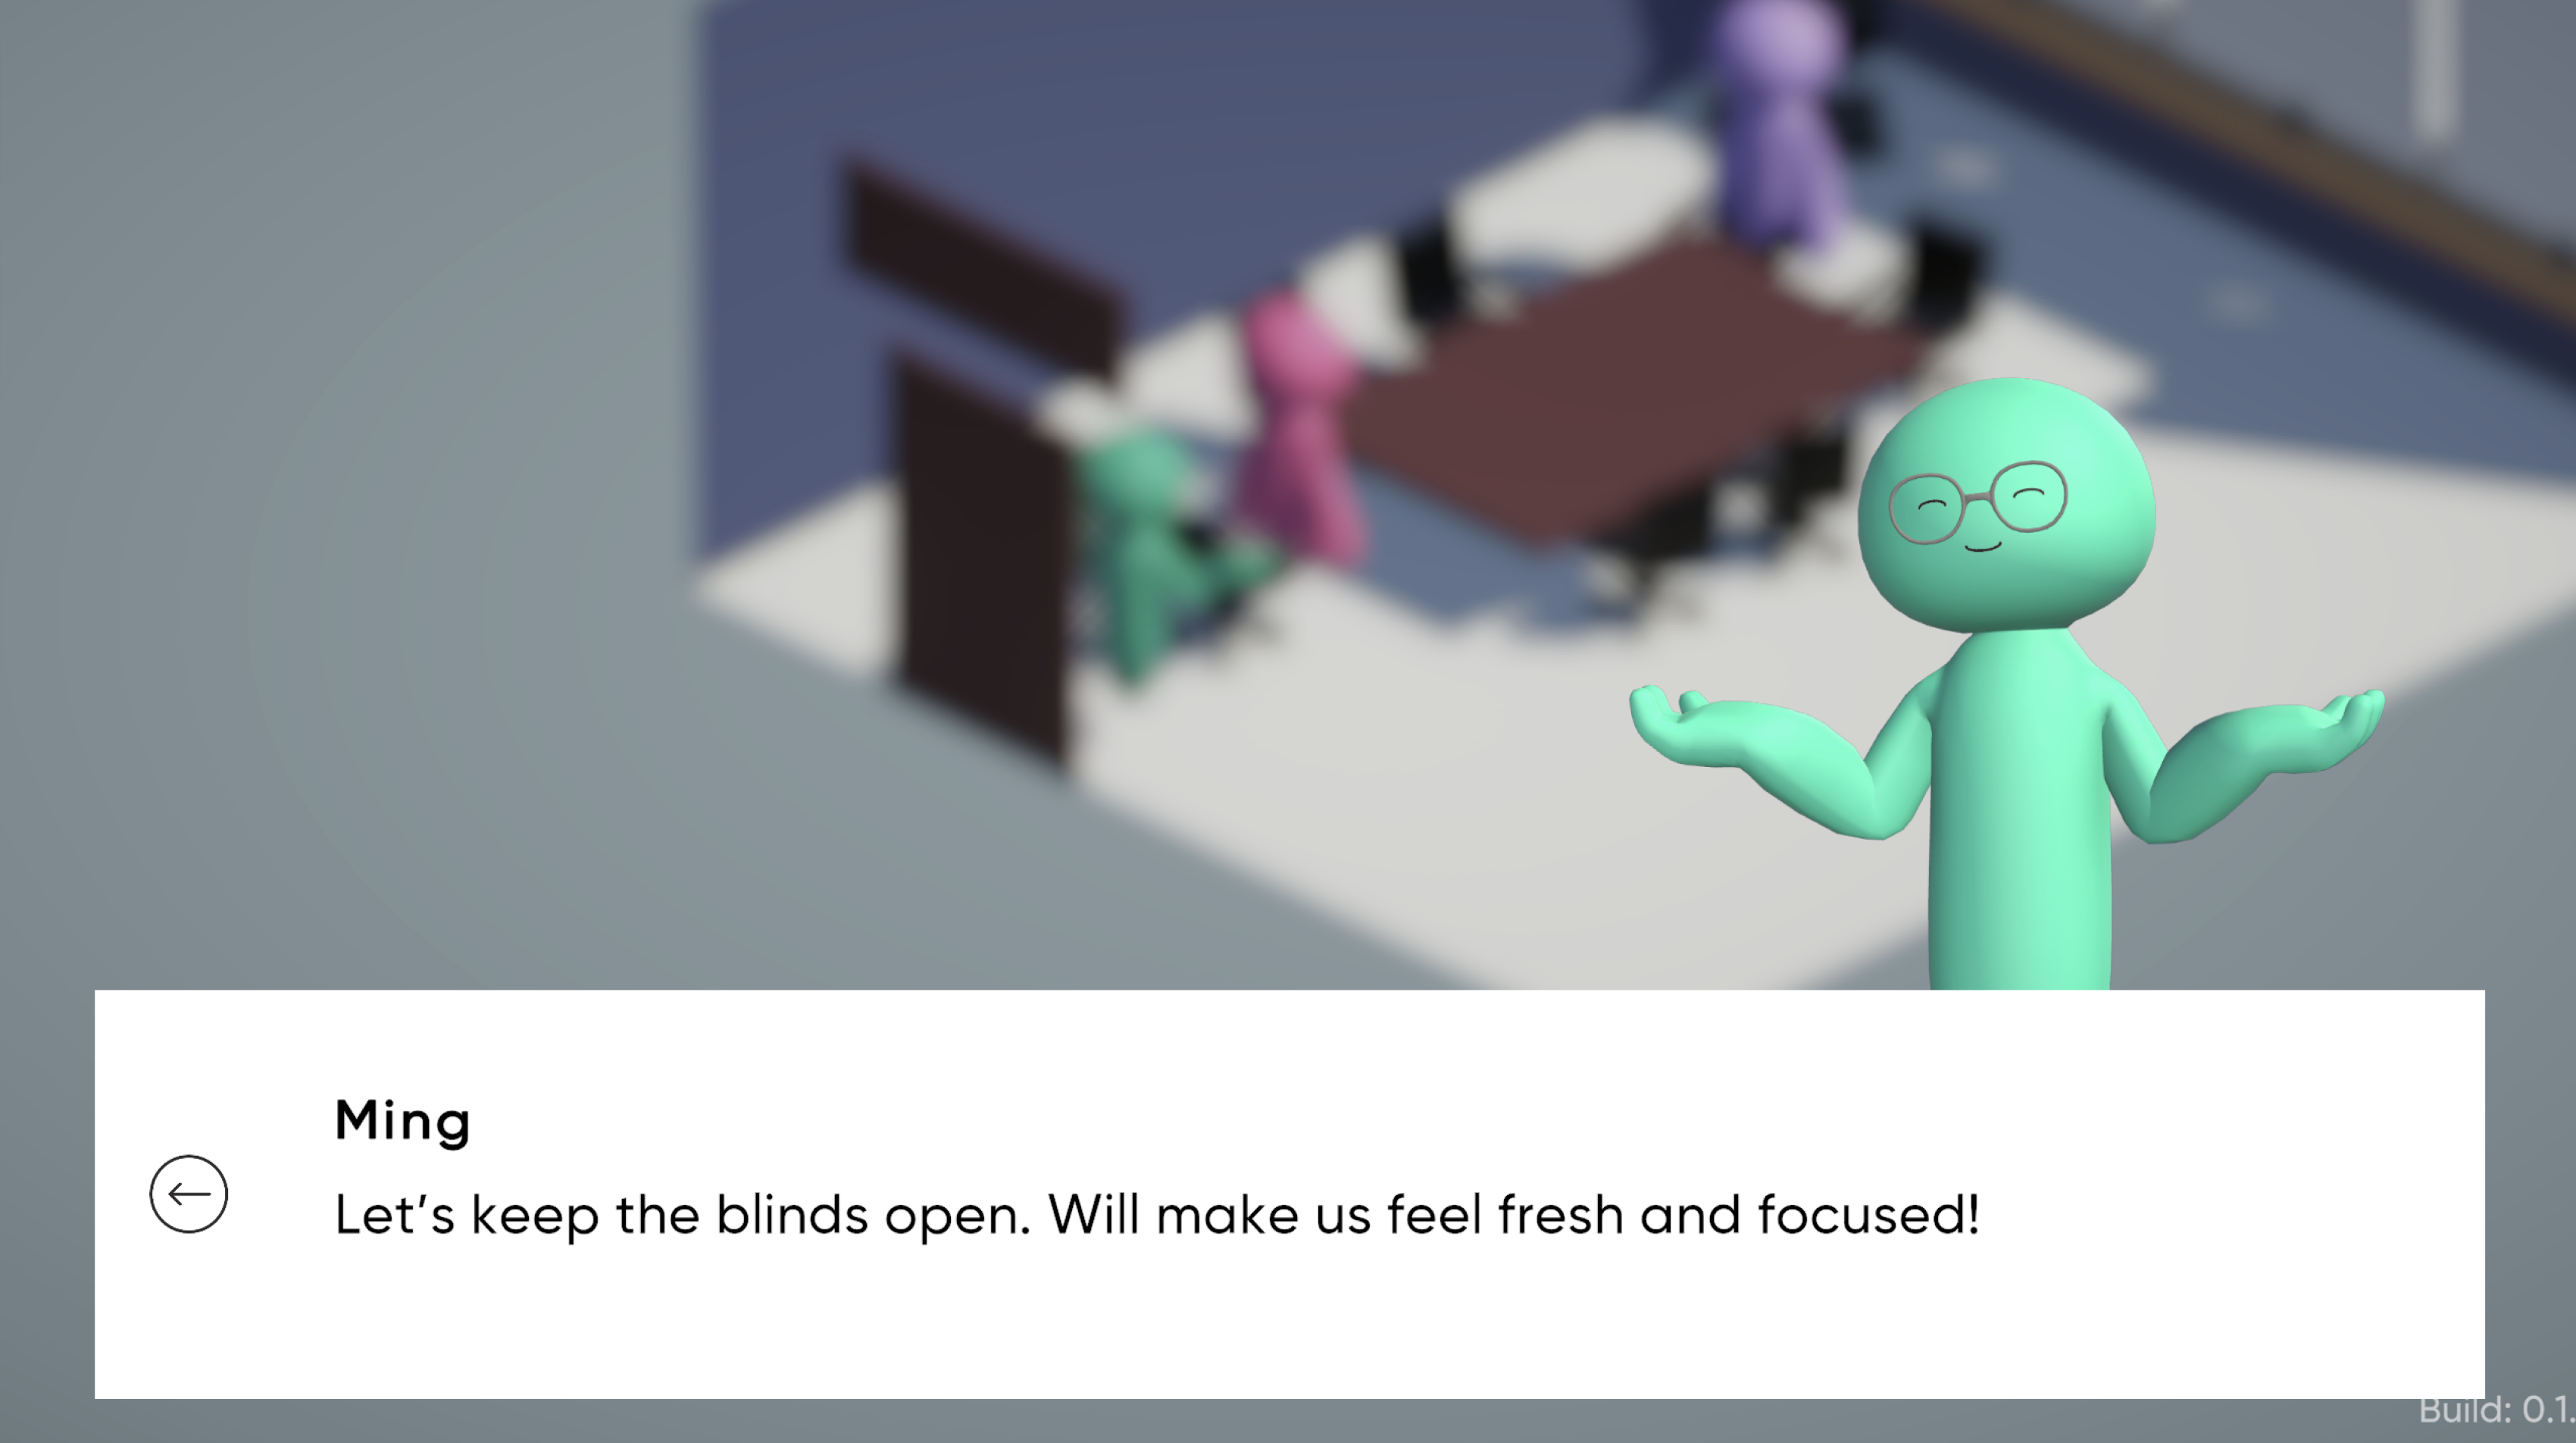 Ming
Let’s keep the blinds open. Will make us feel fresh and focused!
Build: 0.1.